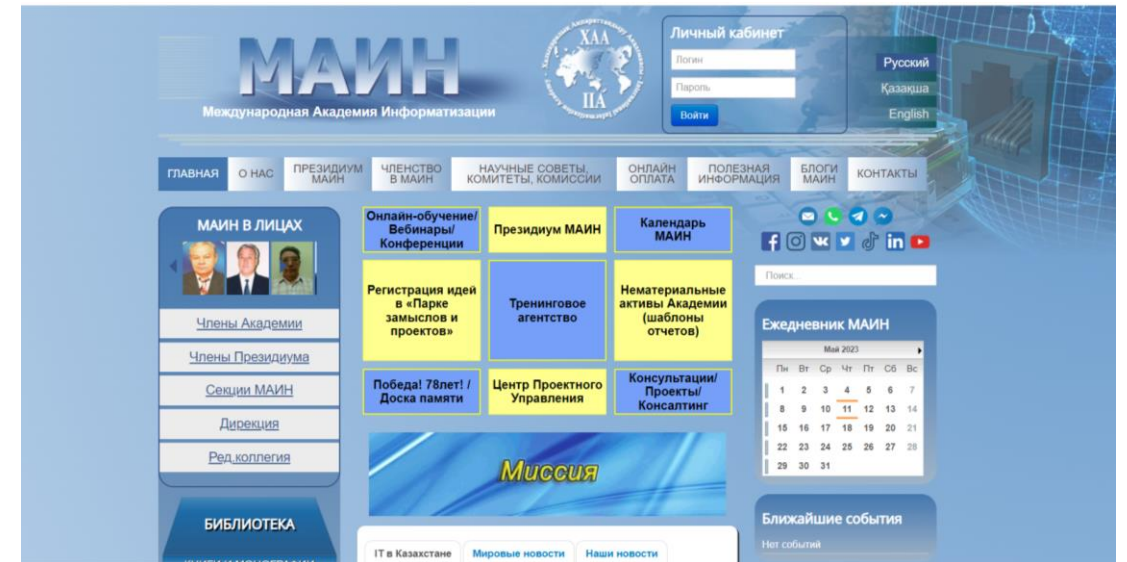 МАИН
Международная Академия Информатизации
ХАА
IIA
Личный кабинет
Логин
Пароль
Войти
Русский
Қазақша
English
ГЛАВНАЯ
О НАС
ПРЕЗИДИУМ
МАИН
ЧЛЕНСТВО
В МАИН
НАУЧНЫЕ СОВЕТЫ,
КОМИТЕТЫ, КОМИССИИ
ОНЛАЙН
ОПЛАТА
ПОЛЕЗНАЯ
ИНФОРМАЦИЯ
БЛОГИ
МАИН
КОНТАКТЫ
МАИН В ЛИЦАХ
Члены Академии
Члены Президиума
Секции МАИН
Дирекция
Ред.коллегия
БИБЛИОТЕКА
Онлайн-обучение/
Вебинары/
Конференции
Президиум МАИН
Календарь
МАИН
Регистрация идей
в «Парке
замыслов и
проектов»
Тренинговое
агентство
Нематериальные
активы Академии
(шаблоны
отчетов)
Победа! 78лет! /
Доска памяти
Центр Проектного
Управления
Консультации/
Проекты/
Консалтинг
Миссия
IT в Казахстане Мировые новости Наши новости
Поиск...
Ежедневник МАИН
Май 2023
Пн Вт Ср Чт Пт Сб Вс
1 2 3 4 5 6 7
8 9 10 11 12 13 14
15 16 17 18 19 20 21
22 23 24 25 26 27 28
29 30 31
Ближайшие события
Нет событий